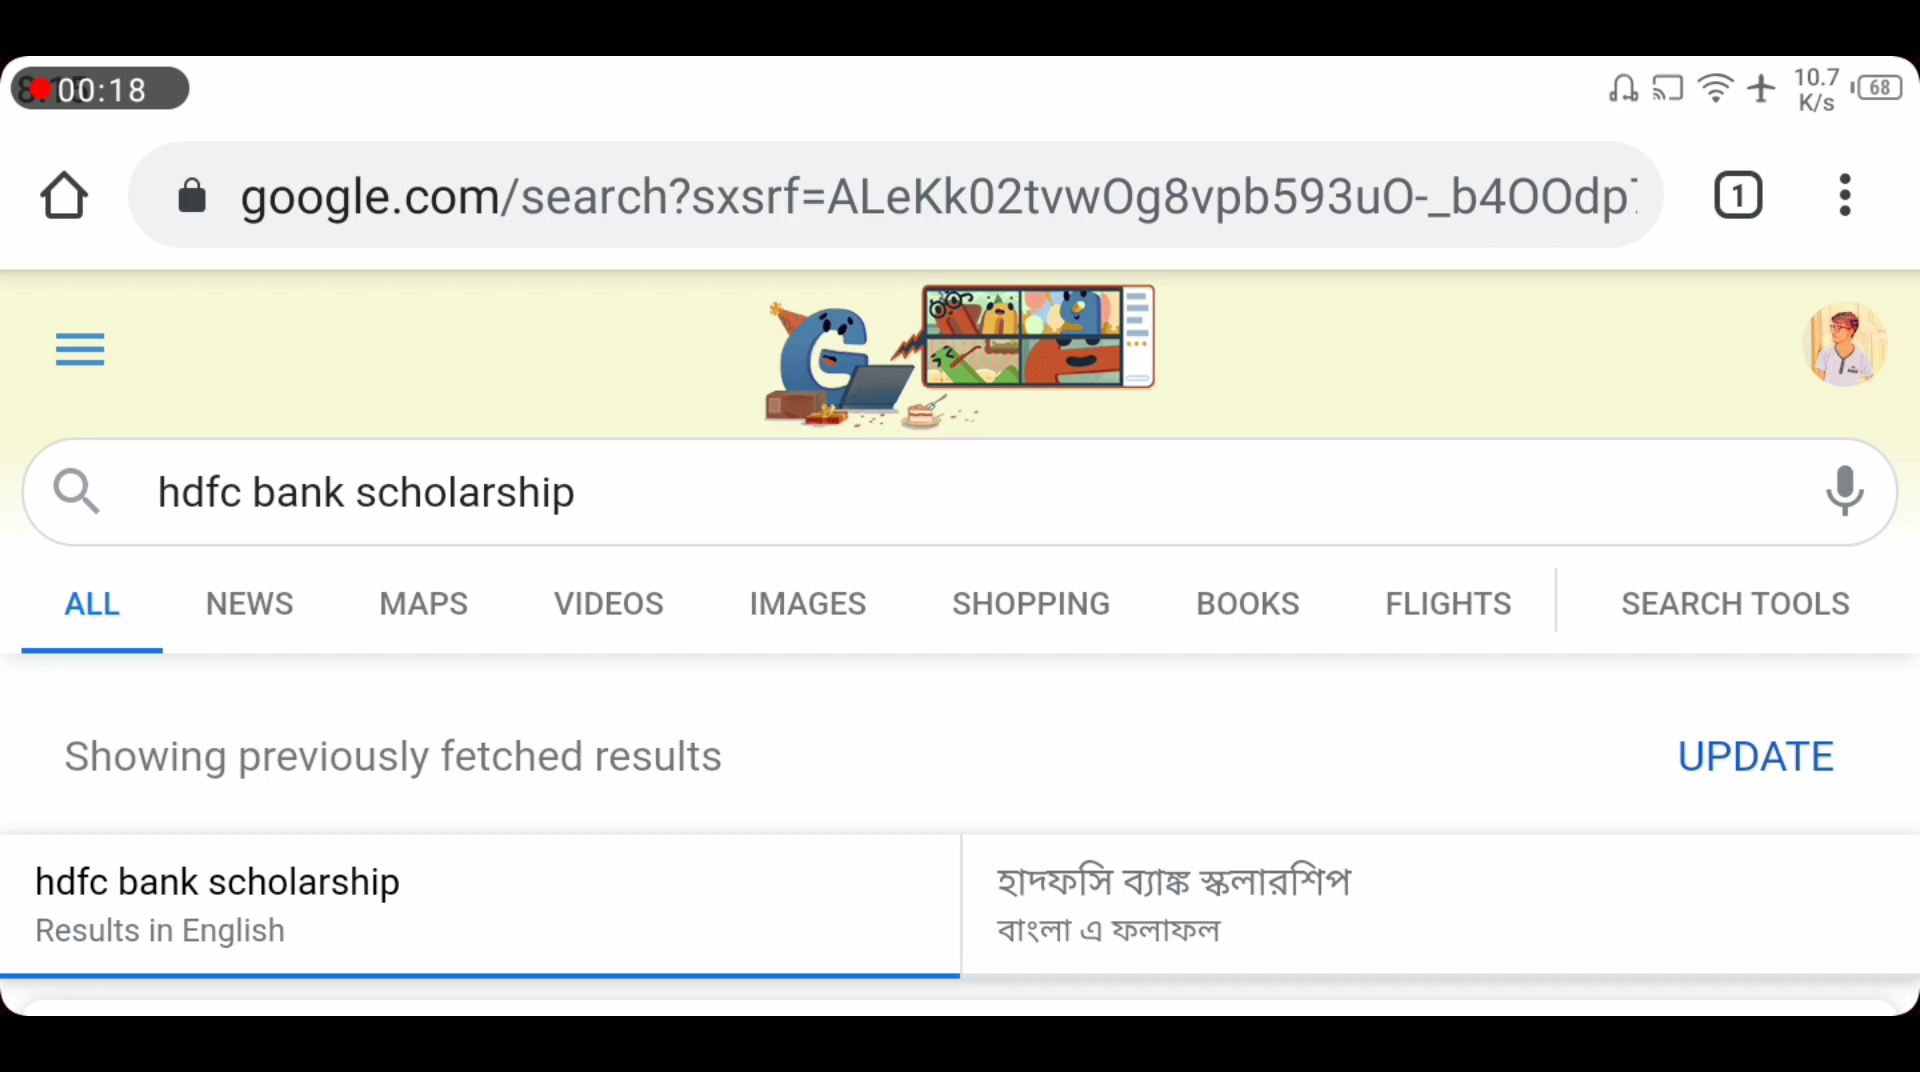 00:18
10.7
K/s
68
google.com/search?sxsrf=ALeKk02tvwOg8vpb593uO-_b4OOdp
1
hdfc bank scholarship
ALL NEWS MAPS VIDEOS IMAGES SHOPPING BOOKS FLIGHTS SEARCH TOOLS
Showing previously fetched results UPDATE
hdfc bank scholarship
Results in English
হাদফসি ব্যাঙ্ক স্কলারশিপ
বাংলা এ ফলাফল